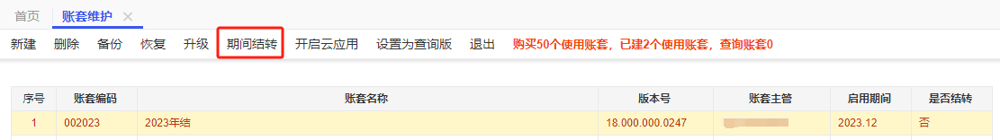 首页 账套维护
新建 删除 备份 恢复 升级 期间结转 开启云应用 设置为查询版 退出 购买50个使用账套，已建2个使用账套，查询账套0
序号 账套编码 账套名称 版本号 账套主管 启用期间 是否结转
1 002023 2023年结 18.000.000.0247 2023.12 否